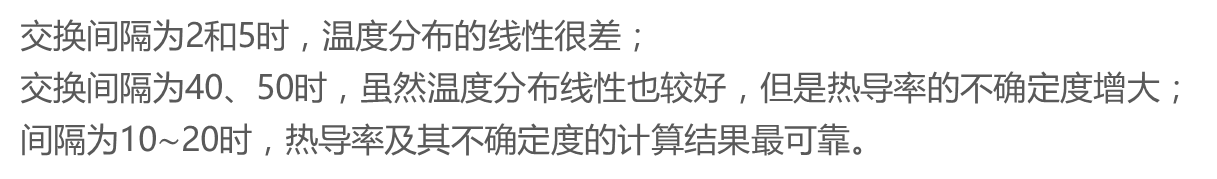 交换间隔为2和5时，温度分布的线性很差；
交换间隔为40、50时，虽然温度分布线性也较好，但是热导率的不确定度增大；
间隔为10~20时，热导率及其不确定度的计算结果最可靠。